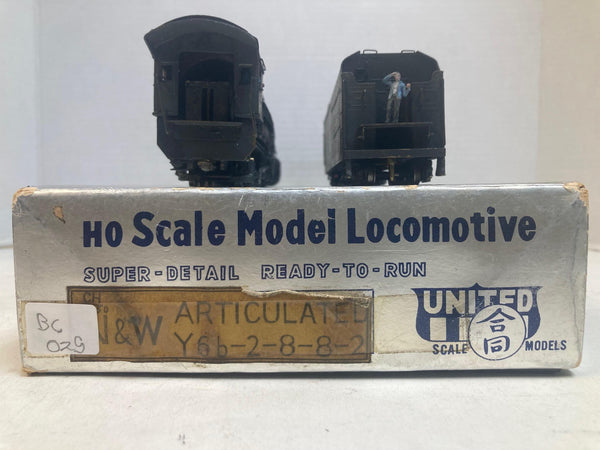 HO Scale Model Locomotive
SUPER-DETAIL READY-TO-RUN
CH
N&W
ARTICULATED
Y6b-2-8-8-2
BC
029
UNITED
合同
SCALE MODELS